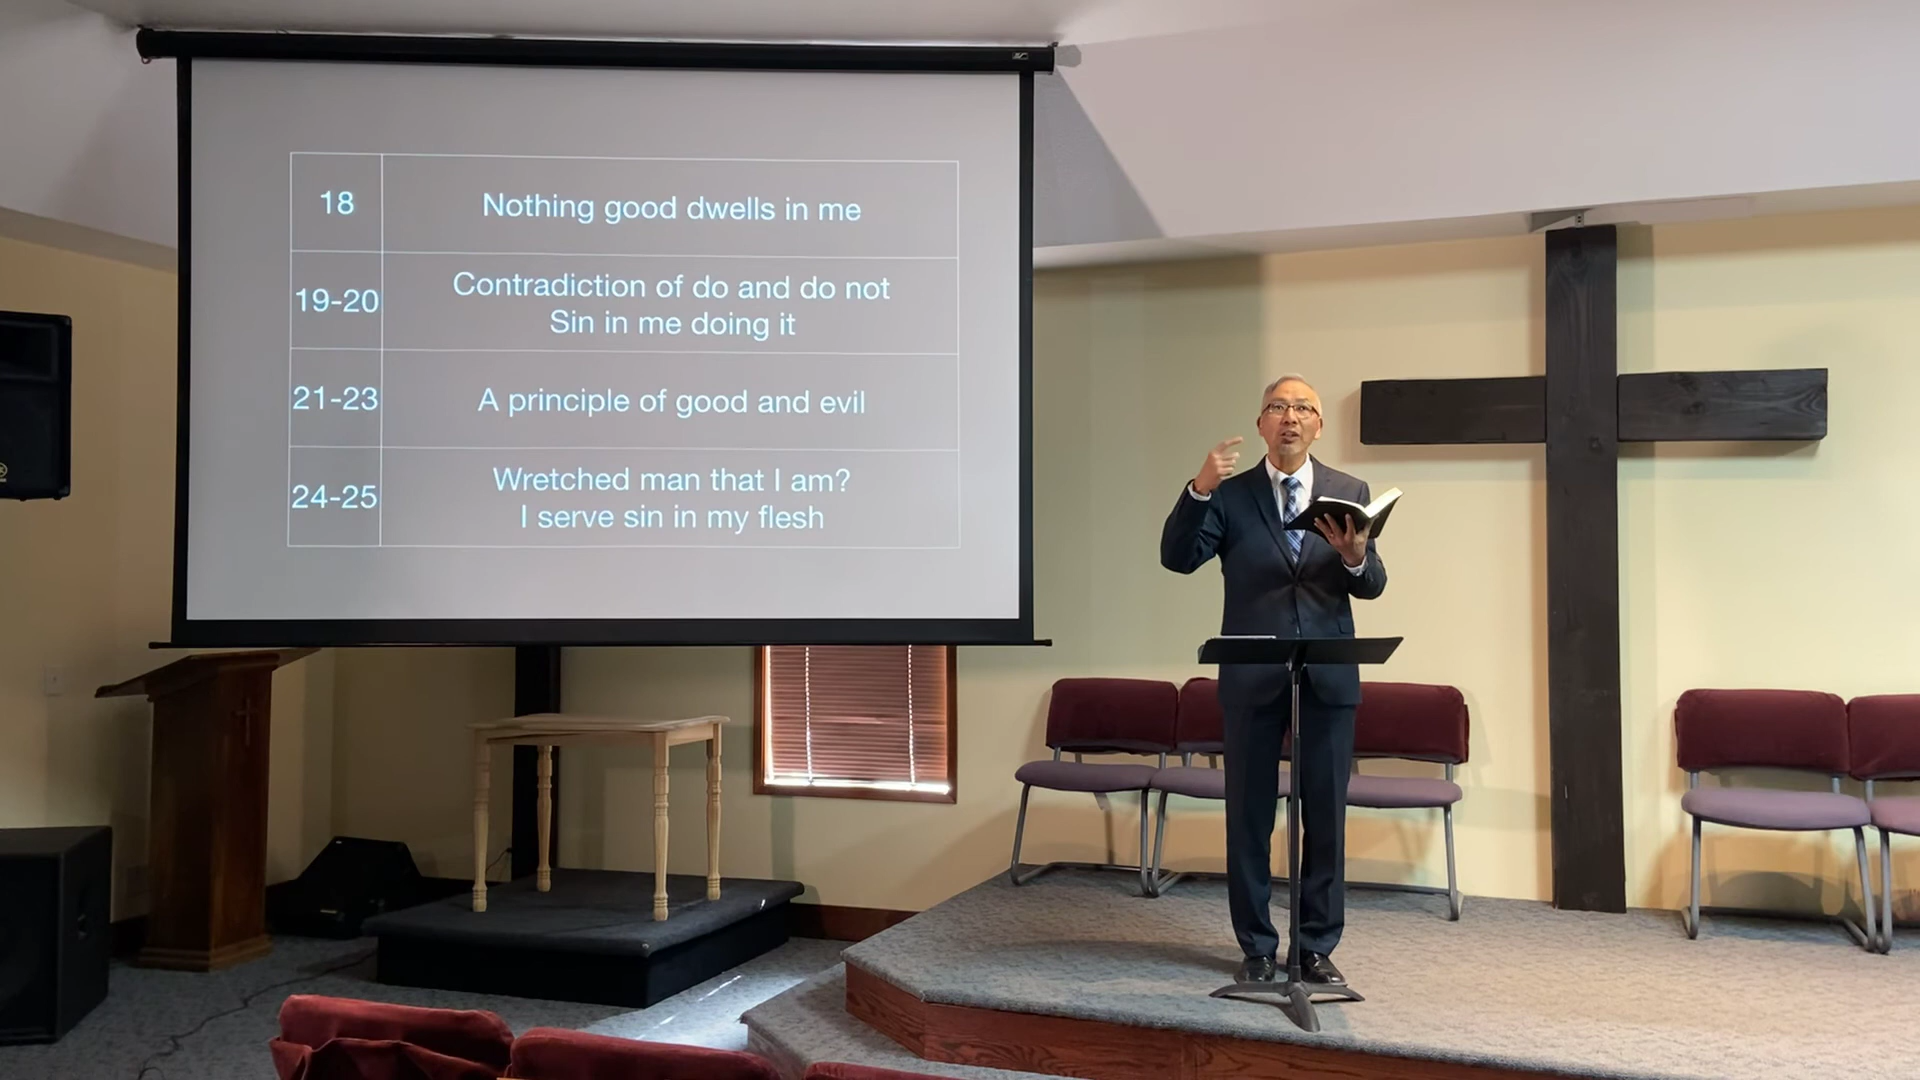 18
Nothing good dwells in me
19-20
Contradiction of do and do not
Sin in me doing it
21-23
A principle of good and evil
24-25
Wretched man that I am?
I serve sin in my flesh